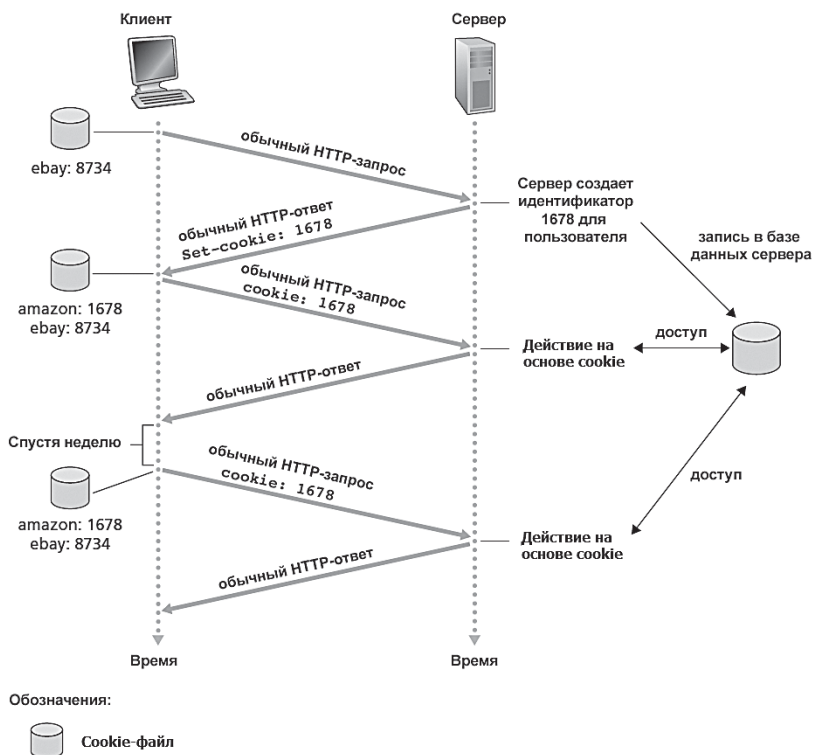 Клиент
Сервер
ebay: 8734
обычный HTTP-запрос
Сервер создает
идентификатор
1678 для
пользователя
запись в базе
данных сервера
обычный HTTP-ответ
Set-cookie: 1678
amazon: 1678
ebay: 8734
обычный HTTP-запрос
cookie: 1678
Действие на
основе cookie
доступ
обычный HTTP-ответ
Спустя неделю
amazon: 1678
ebay: 8734
обычный HTTP-запрос
cookie: 1678
доступ
Действие на
основе cookie
обычный HTTP-ответ
Время
Время
Обозначения:
Cookie-файл